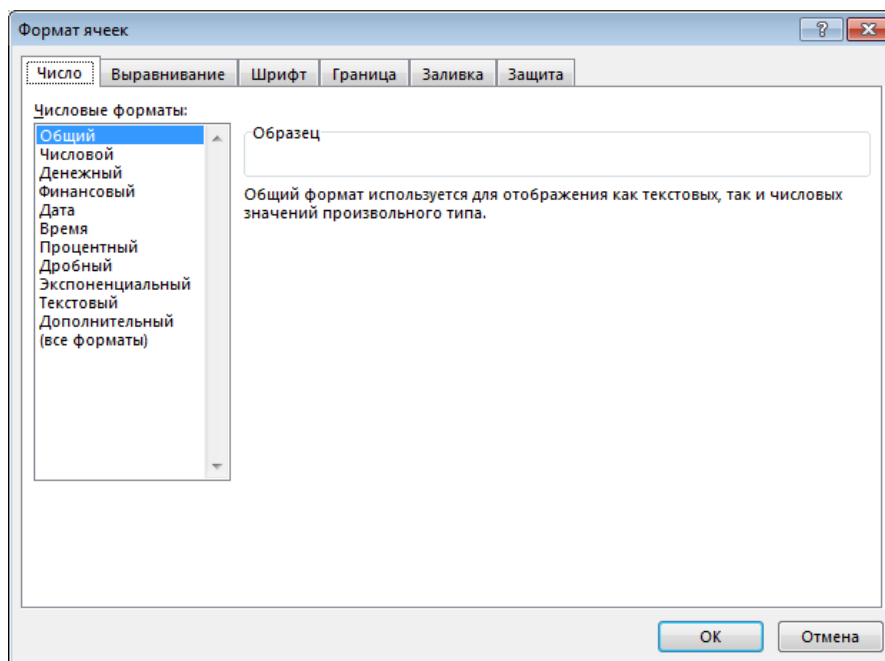 Формат ячеек
Число Выравнивание Шрифт Граница Заливка Защита
Числовые форматы:
Общий
Числовой
Денежный
Финансовый
Дата
Время
Процентный
Дробный
Экспоненциальный
Текстовый
Дополнительный
(все форматы)
Образец
Общий формат используется для отображения как текстовых, так и числовых
значений произвольного типа.
ОК Отмена